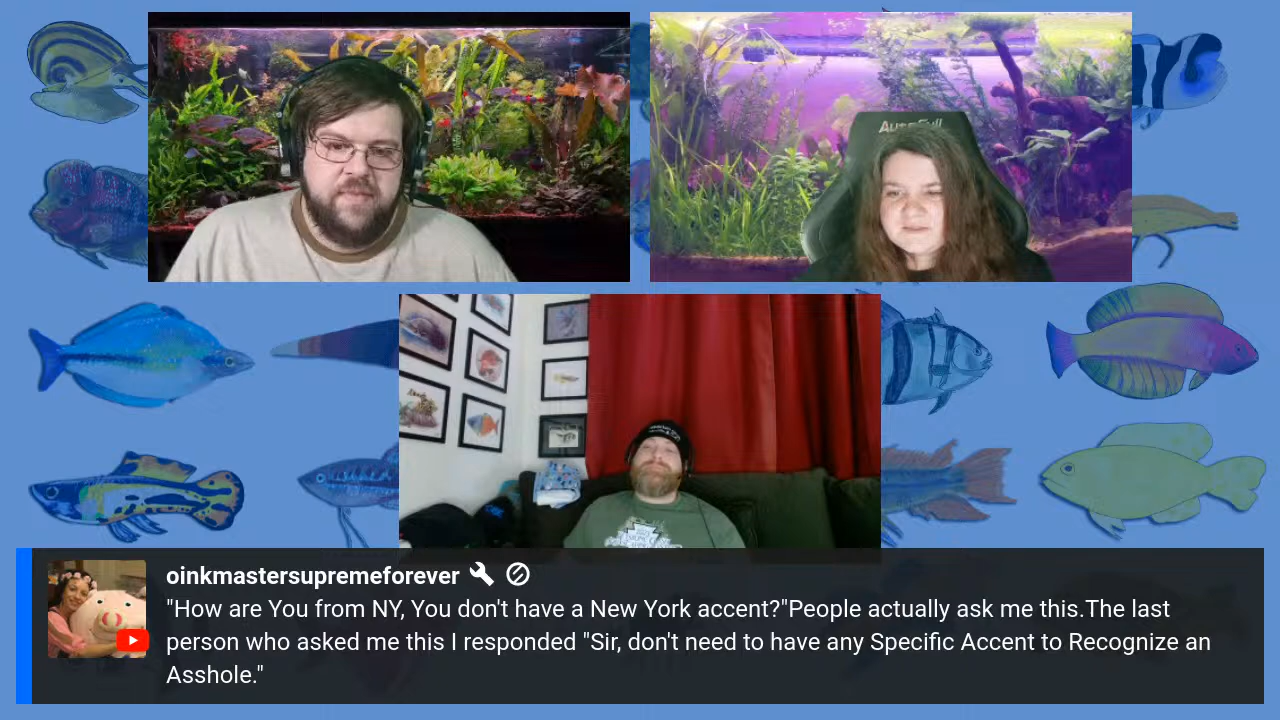 AutoFull
oinkmastersupremeforever
"How are You from NY, You don't have a New York accent?"People actually ask me this.The last
person who asked me this I responded "Sir, don't need to have any Specific Accent to Recognize an
Asshole."